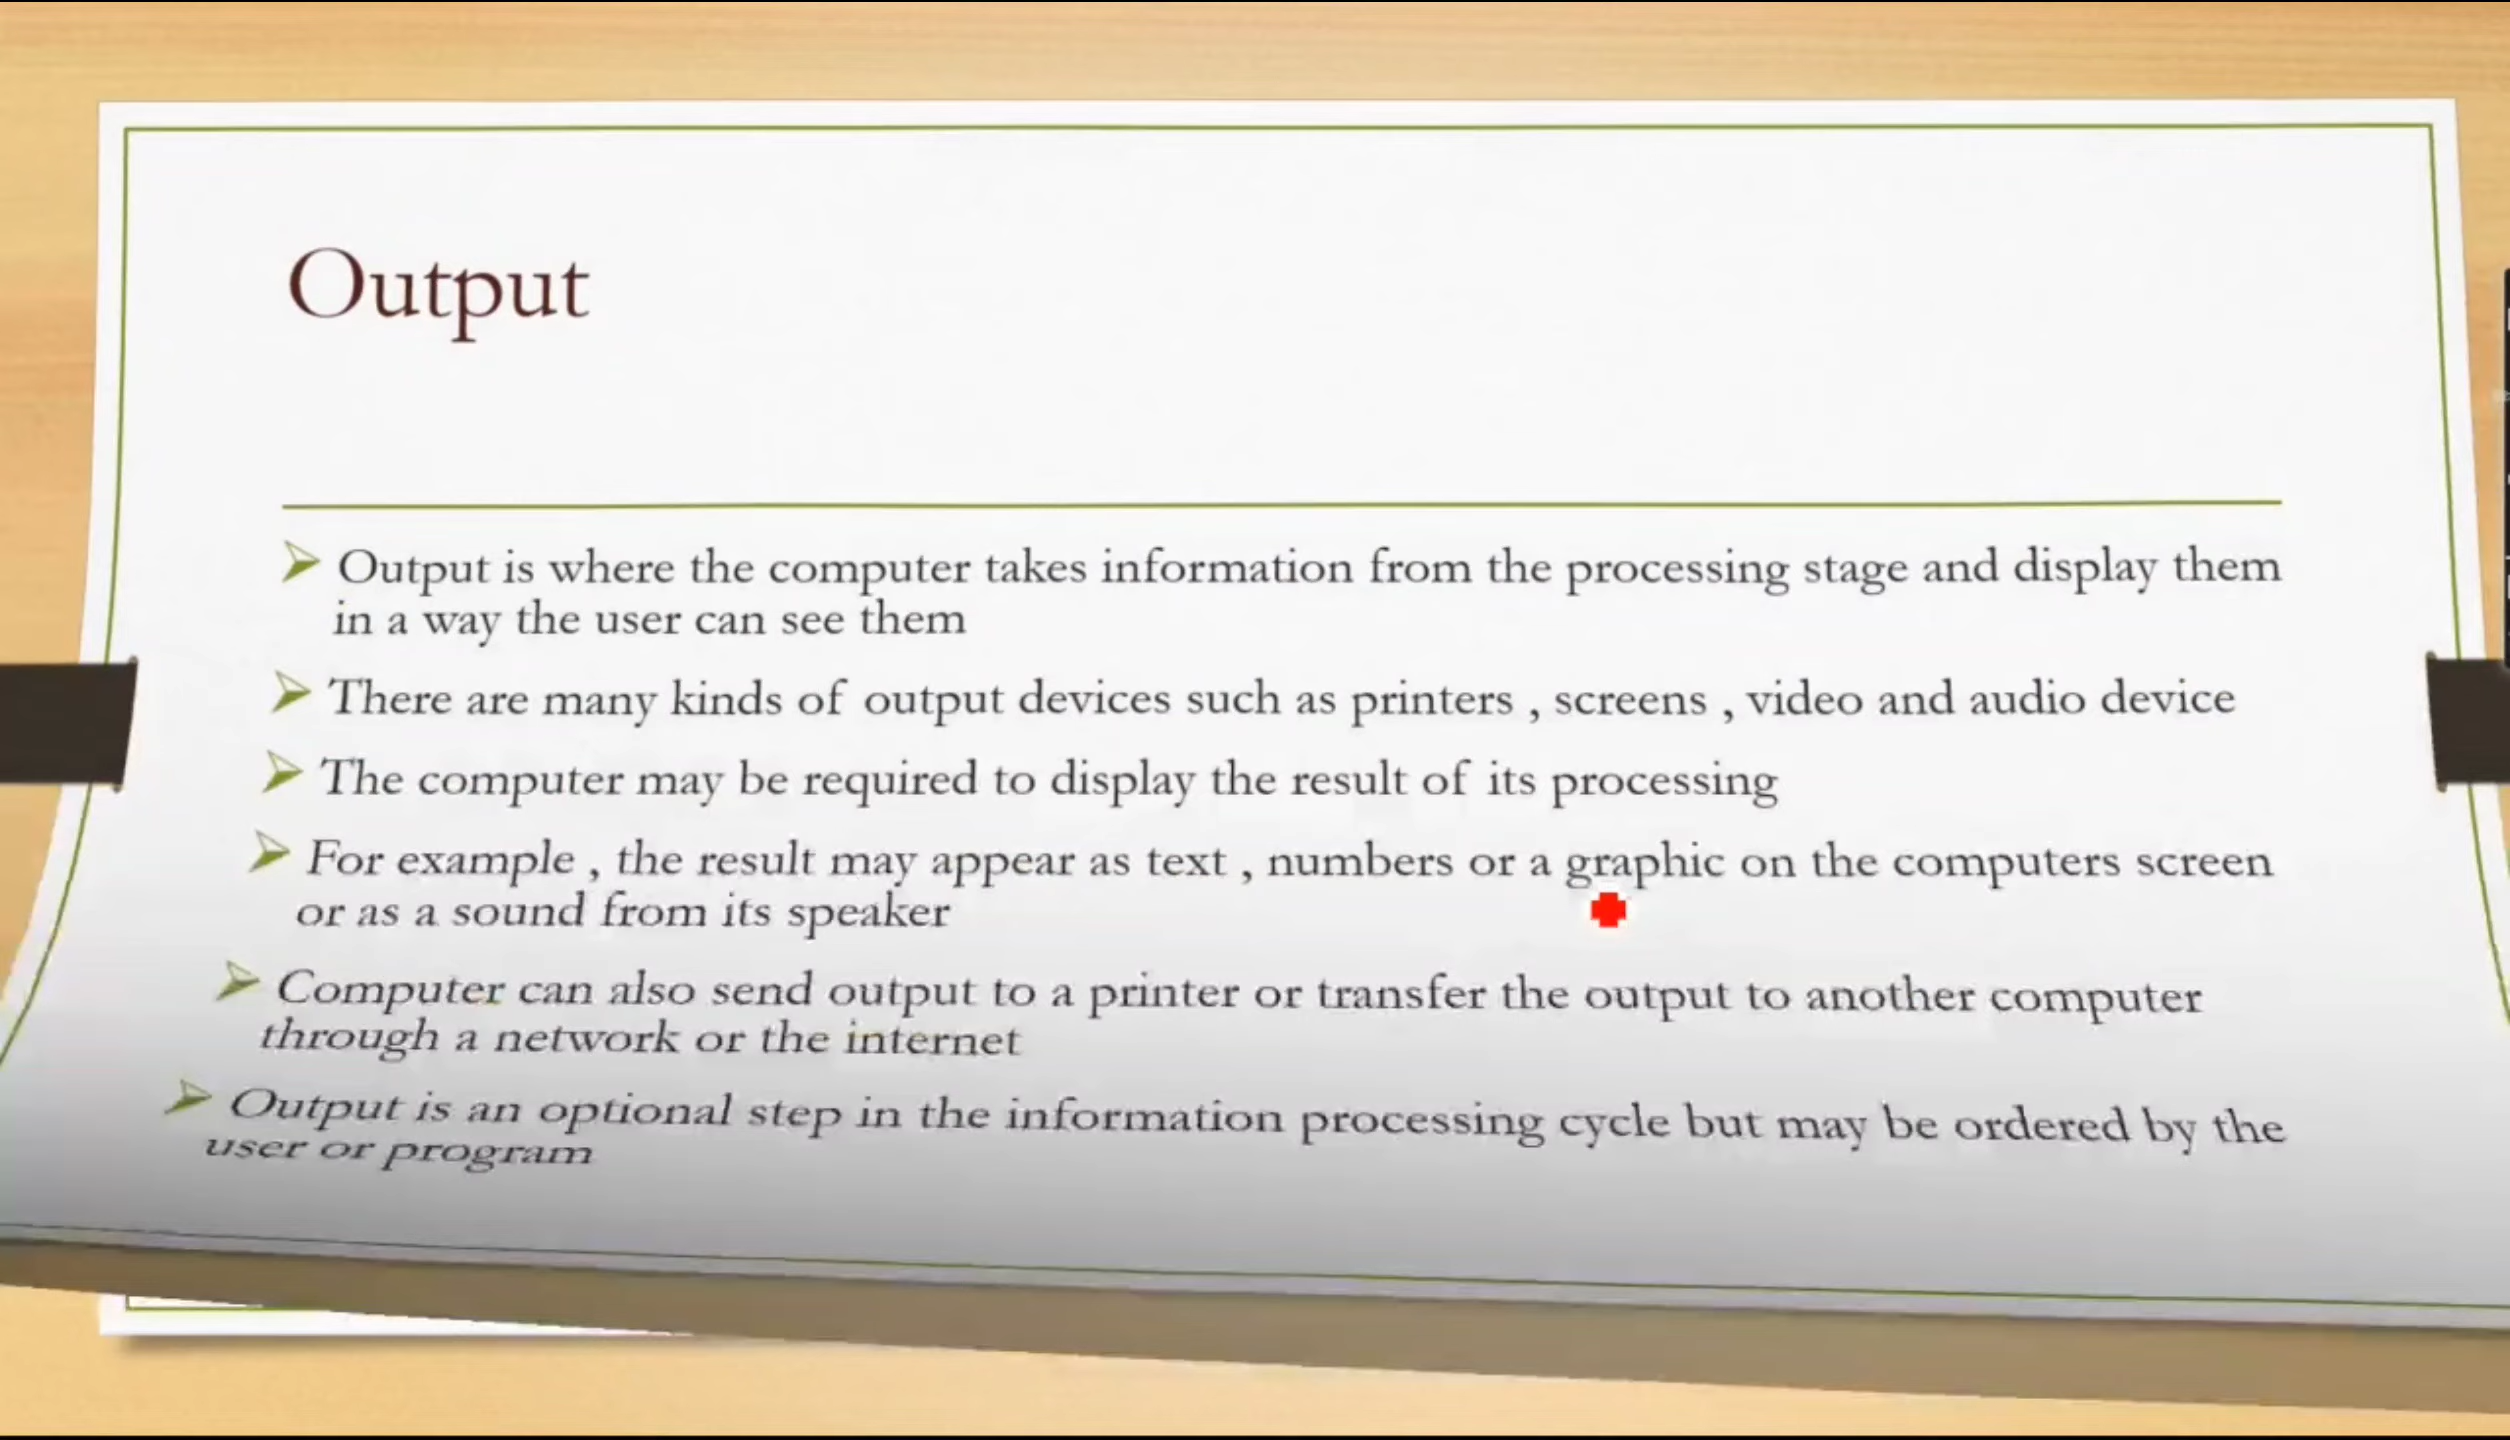 Output
Output is where the computer takes information from the processing stage and display them
in a way the user can see them
There are many kinds of output devices such as printers , screens , video and audio device
The computer may be required to display the result of its processing
For example , the result may appear as text , numbers or a graphic on the computers screen
or as a sound from its speaker
Computer can also send output to a printer or transfer the output to another computer
through a network or the internet
Output is an optional step in the information processing cycle but may be ordered by the
user or program